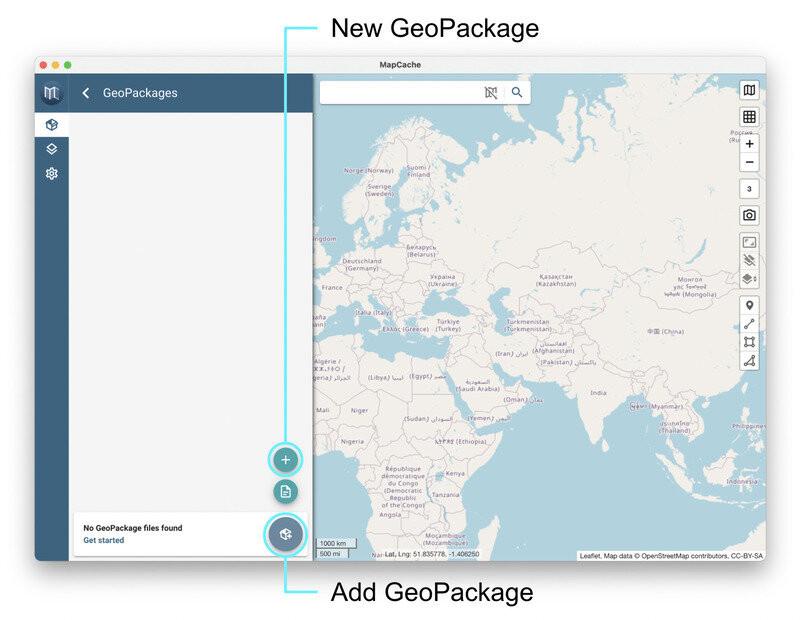 New GeoPackage
MapCache
GeoPackages
Россия
Norge (Norway)
Suomi /
Finland
Sverige
(Sweden)
Беларусь
(Belarus)
Deutschland
(Germany)
Україна
(Ukraine)
France
Қазақстан
(Kazakhstan)
Монгол
улс
(Mongolia)
Italia (Italy)
Ελλάς (Greece)
Türkiye
(Turkey)
Türkmenistan
(Turkmenistan)
افغانستان
(Afghanistan)
ایران (Iran)
پاکستان
(Pakistan)
中国 (China)
Algérie /
(Libya) ليبيا
(Egypt) مصر
السعودية
(Saudi Arabia)
(Oman) عمان
India
(Myanmar)
ประเทศไทย
(Thailand)
Philippines
Mali
Niger
(Sudan) السودان
(Yemen) اليمن
Nigeria
ኢትዮጵያ (Ethiopia)
République
démocratique
du Congo
(Democratic
Republic
of the Congo)
Kenya
Tanzania
Angola
Moçambique
(Mozambique)
Indonesia
3
No GeoPackage files found
Get started
1000 km
500 mi
Lat, Lng: 51.835778, -1.406250
Leaflet, Map data © OpenStreetMap contributors, CC-BY-SA
Add GeoPackage